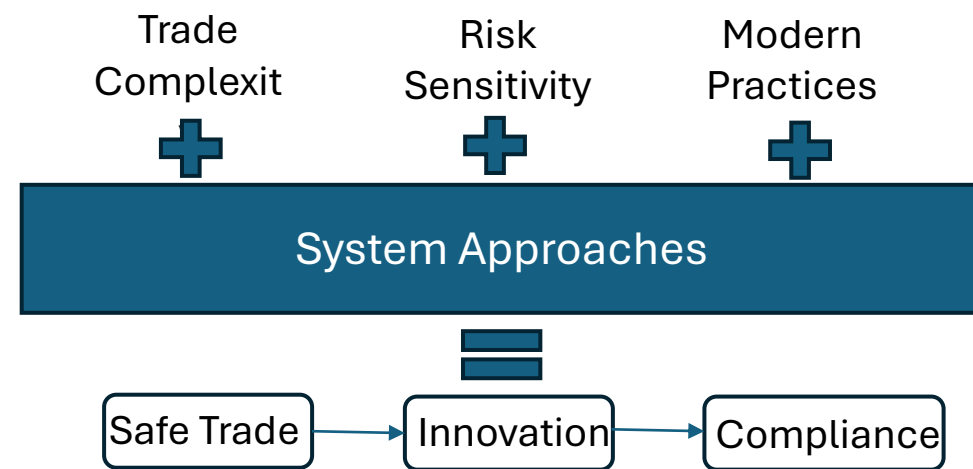 Trade
Complexit
Risk
Sensitivity
Modern
Practices
System Approaches
Safe Trade
Innovation
Compliance